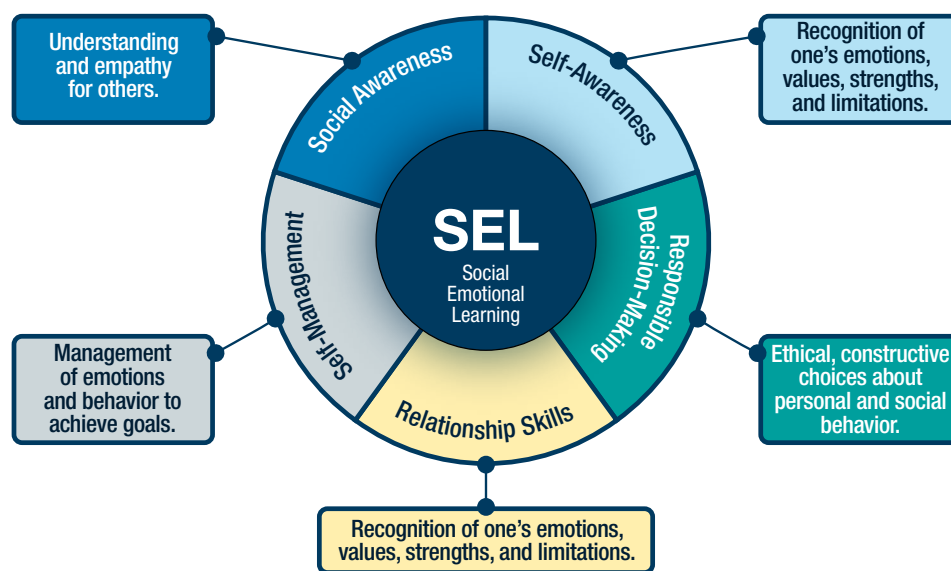 Understanding
and empathy
for others.
Social Awareness
Self-Awareness
Recognition of
one’s emotions,
values, strengths,
and limitations.
SEL
Social
Emotional
Learning
Self-Management
Responsible
Decision-Making
Management
of emotions
and behavior to
achieve goals.
Relationship Skills
Ethical, constructive
choices about
personal and social
behavior.
Recognition of one’s emotions,
values, strengths, and limitations.